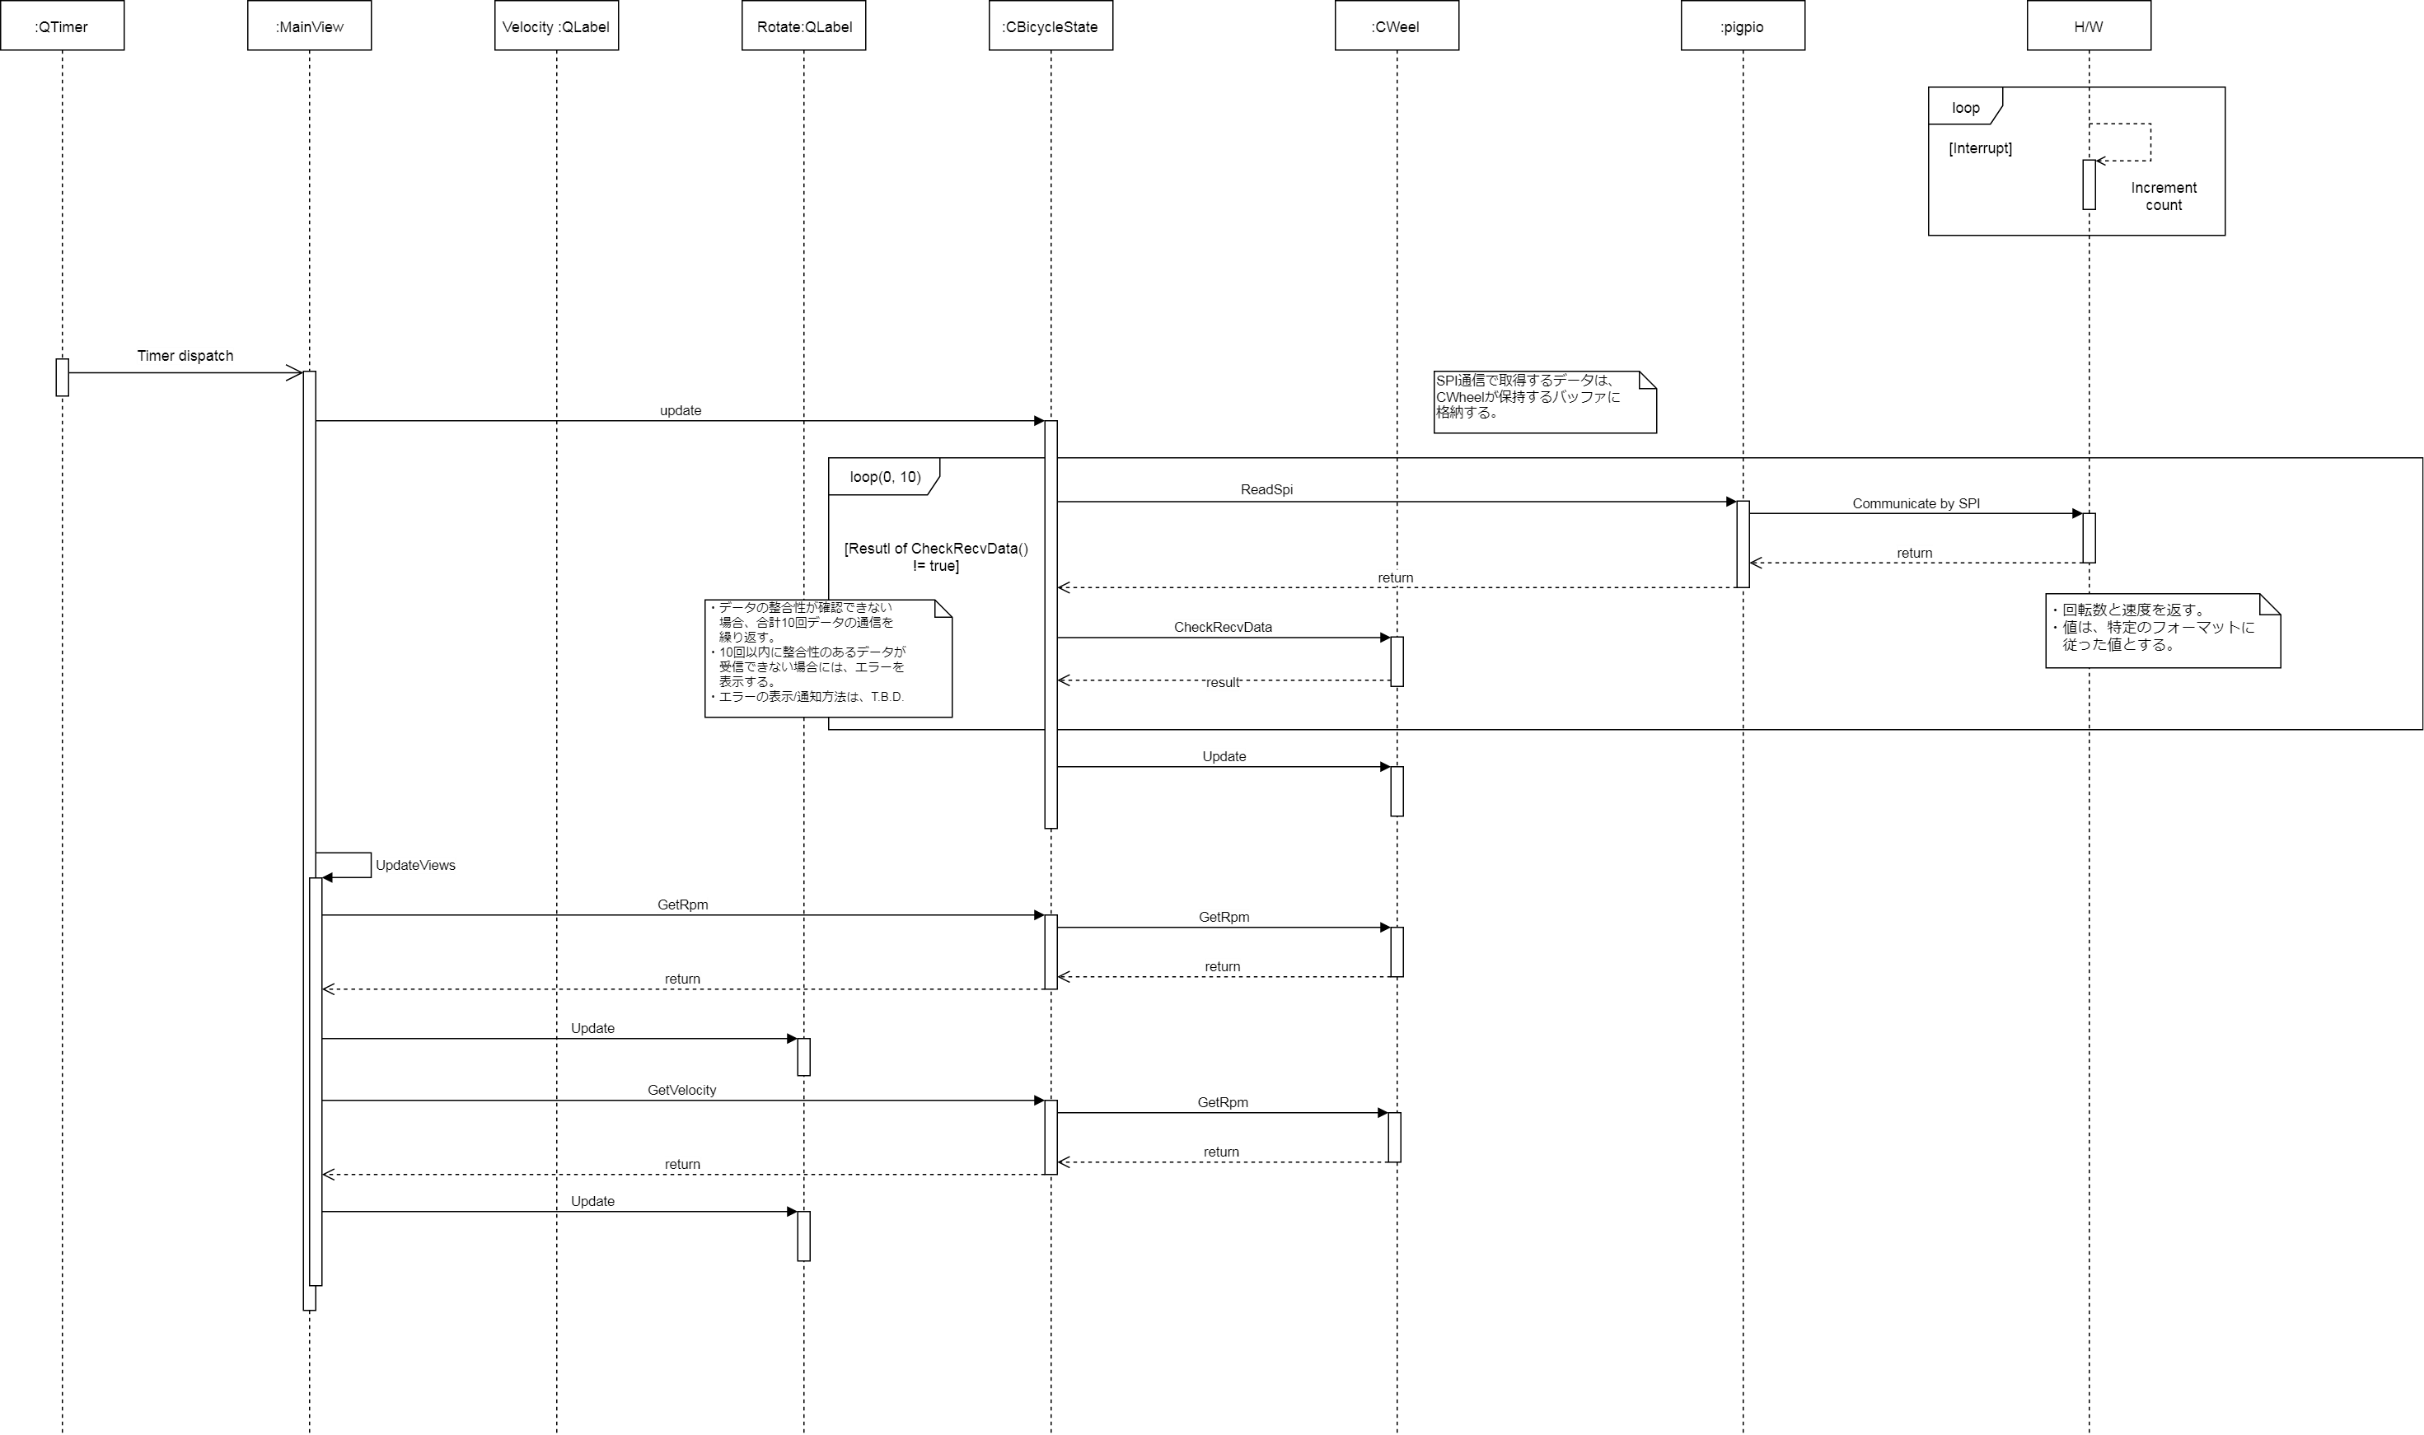 :QTimer
:MainView
Velocity :QLabel
Rotate:QLabel
:CBicycleState
:CWeel
:pigpio
H/W
loop
[Interrupt]
Increment
count
Timer dispatch
SPI通信で取得するデータは、
CWheelが保持するバッファに
格納する。
update
loop(0, 10)
ReadSpi
Communicate by SPI
[Resutl of CheckRecvData()
!= true]
return
return
・データの整合性が確認できない
場合、合計10回データの通信を
繰り返す。
・10回以内に整合性のあるデータが
受信できない場合には、エラーを
表示する。
・エラーの表示/通知方法は、T.B.D.
・回転数と速度を返す。
・値は、特定のフォーマットに
従った値とする。
CheckRecvData
result
Update
UpdateViews
GetRpm
GetRpm
return
return
Update
GetVelocity
GetRpm
return
return
Update